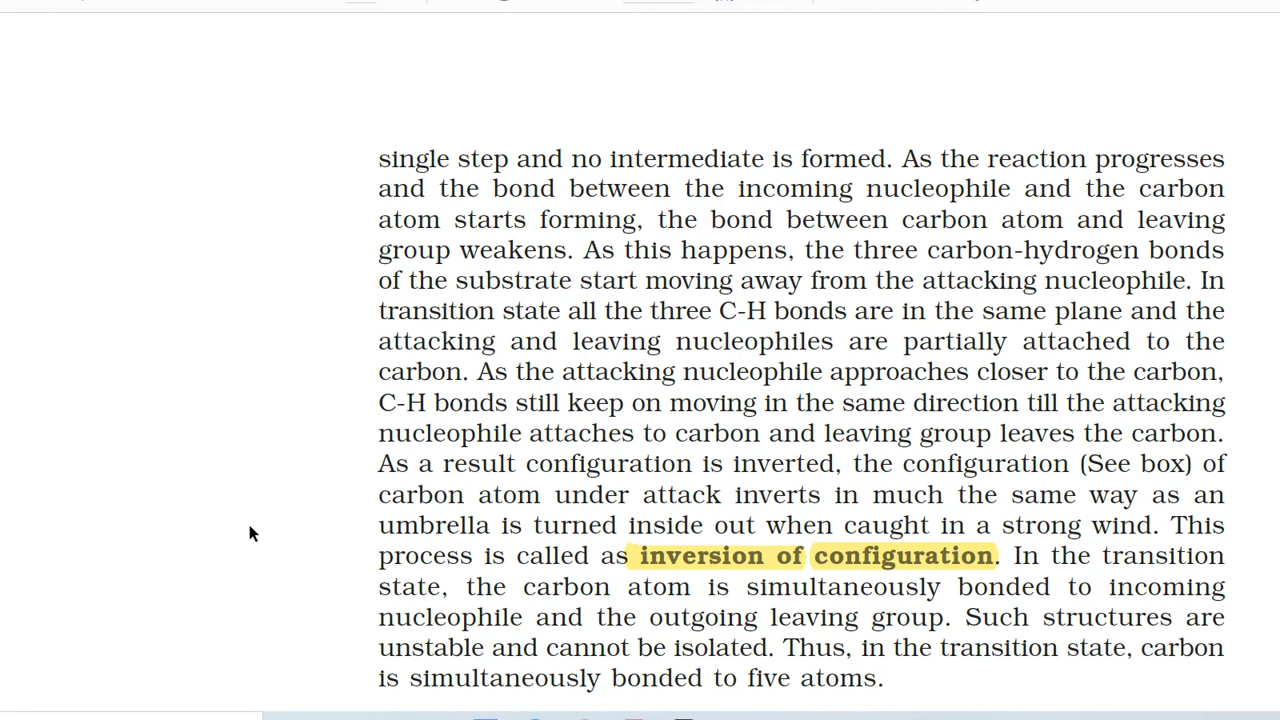 single step and no intermediate is formed. As the reaction progresses
and the bond between the incoming nucleophile and the carbon
atom starts forming, the bond between carbon atom and leaving
group weakens. As this happens, the three carbon-hydrogen bonds
of the substrate start moving away from the attacking nucleophile. In
transition state all the three C-H bonds are in the same plane and the
attacking and leaving nucleophiles are partially attached to the
carbon. As the attacking nucleophile approaches closer to the carbon,
C-H bonds still keep on moving in the same direction till the attacking
nucleophile attaches to carbon and leaving group leaves the carbon.
As a result configuration is inverted, the configuration (See box) of
carbon atom under attack inverts in much the same way as an
umbrella is turned inside out when caught in a strong wind. This
process is called as inversion of configuration. In the transition
state, the carbon atom is simultaneously bonded to incoming
nucleophile and the outgoing leaving group. Such structures are
unstable and cannot be isolated. Thus, in the transition state, carbon
is simultaneously bonded to five atoms.